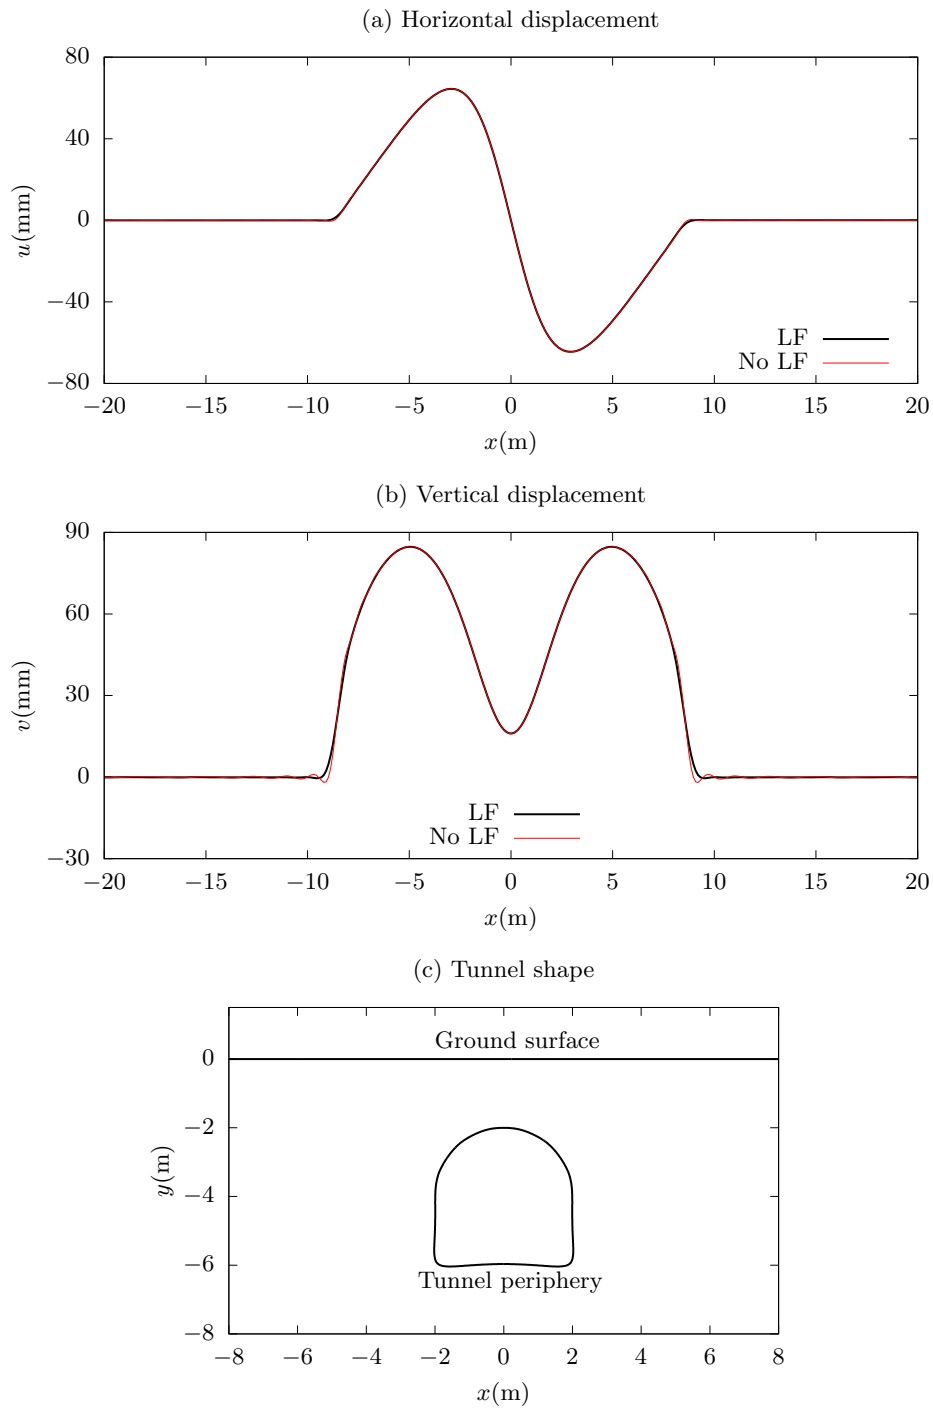 (a) Horizontal displacement
80
40
0
−40
−80
u(mm)
LF
No LF
−20 −15 −10 −5 0 5 10 15 20
x(m)
(b) Vertical displacement
90
60
30
0
−30
v(mm)
LF
No LF
−20 −15 −10 −5 0 5 10 15 20
x(m)
(c) Tunnel shape
Ground surface
0
−2
−4
−6
−8
y(m)
Tunnel periphery
−8 −6 −4 −2 0 2 4 6 8
x(m)